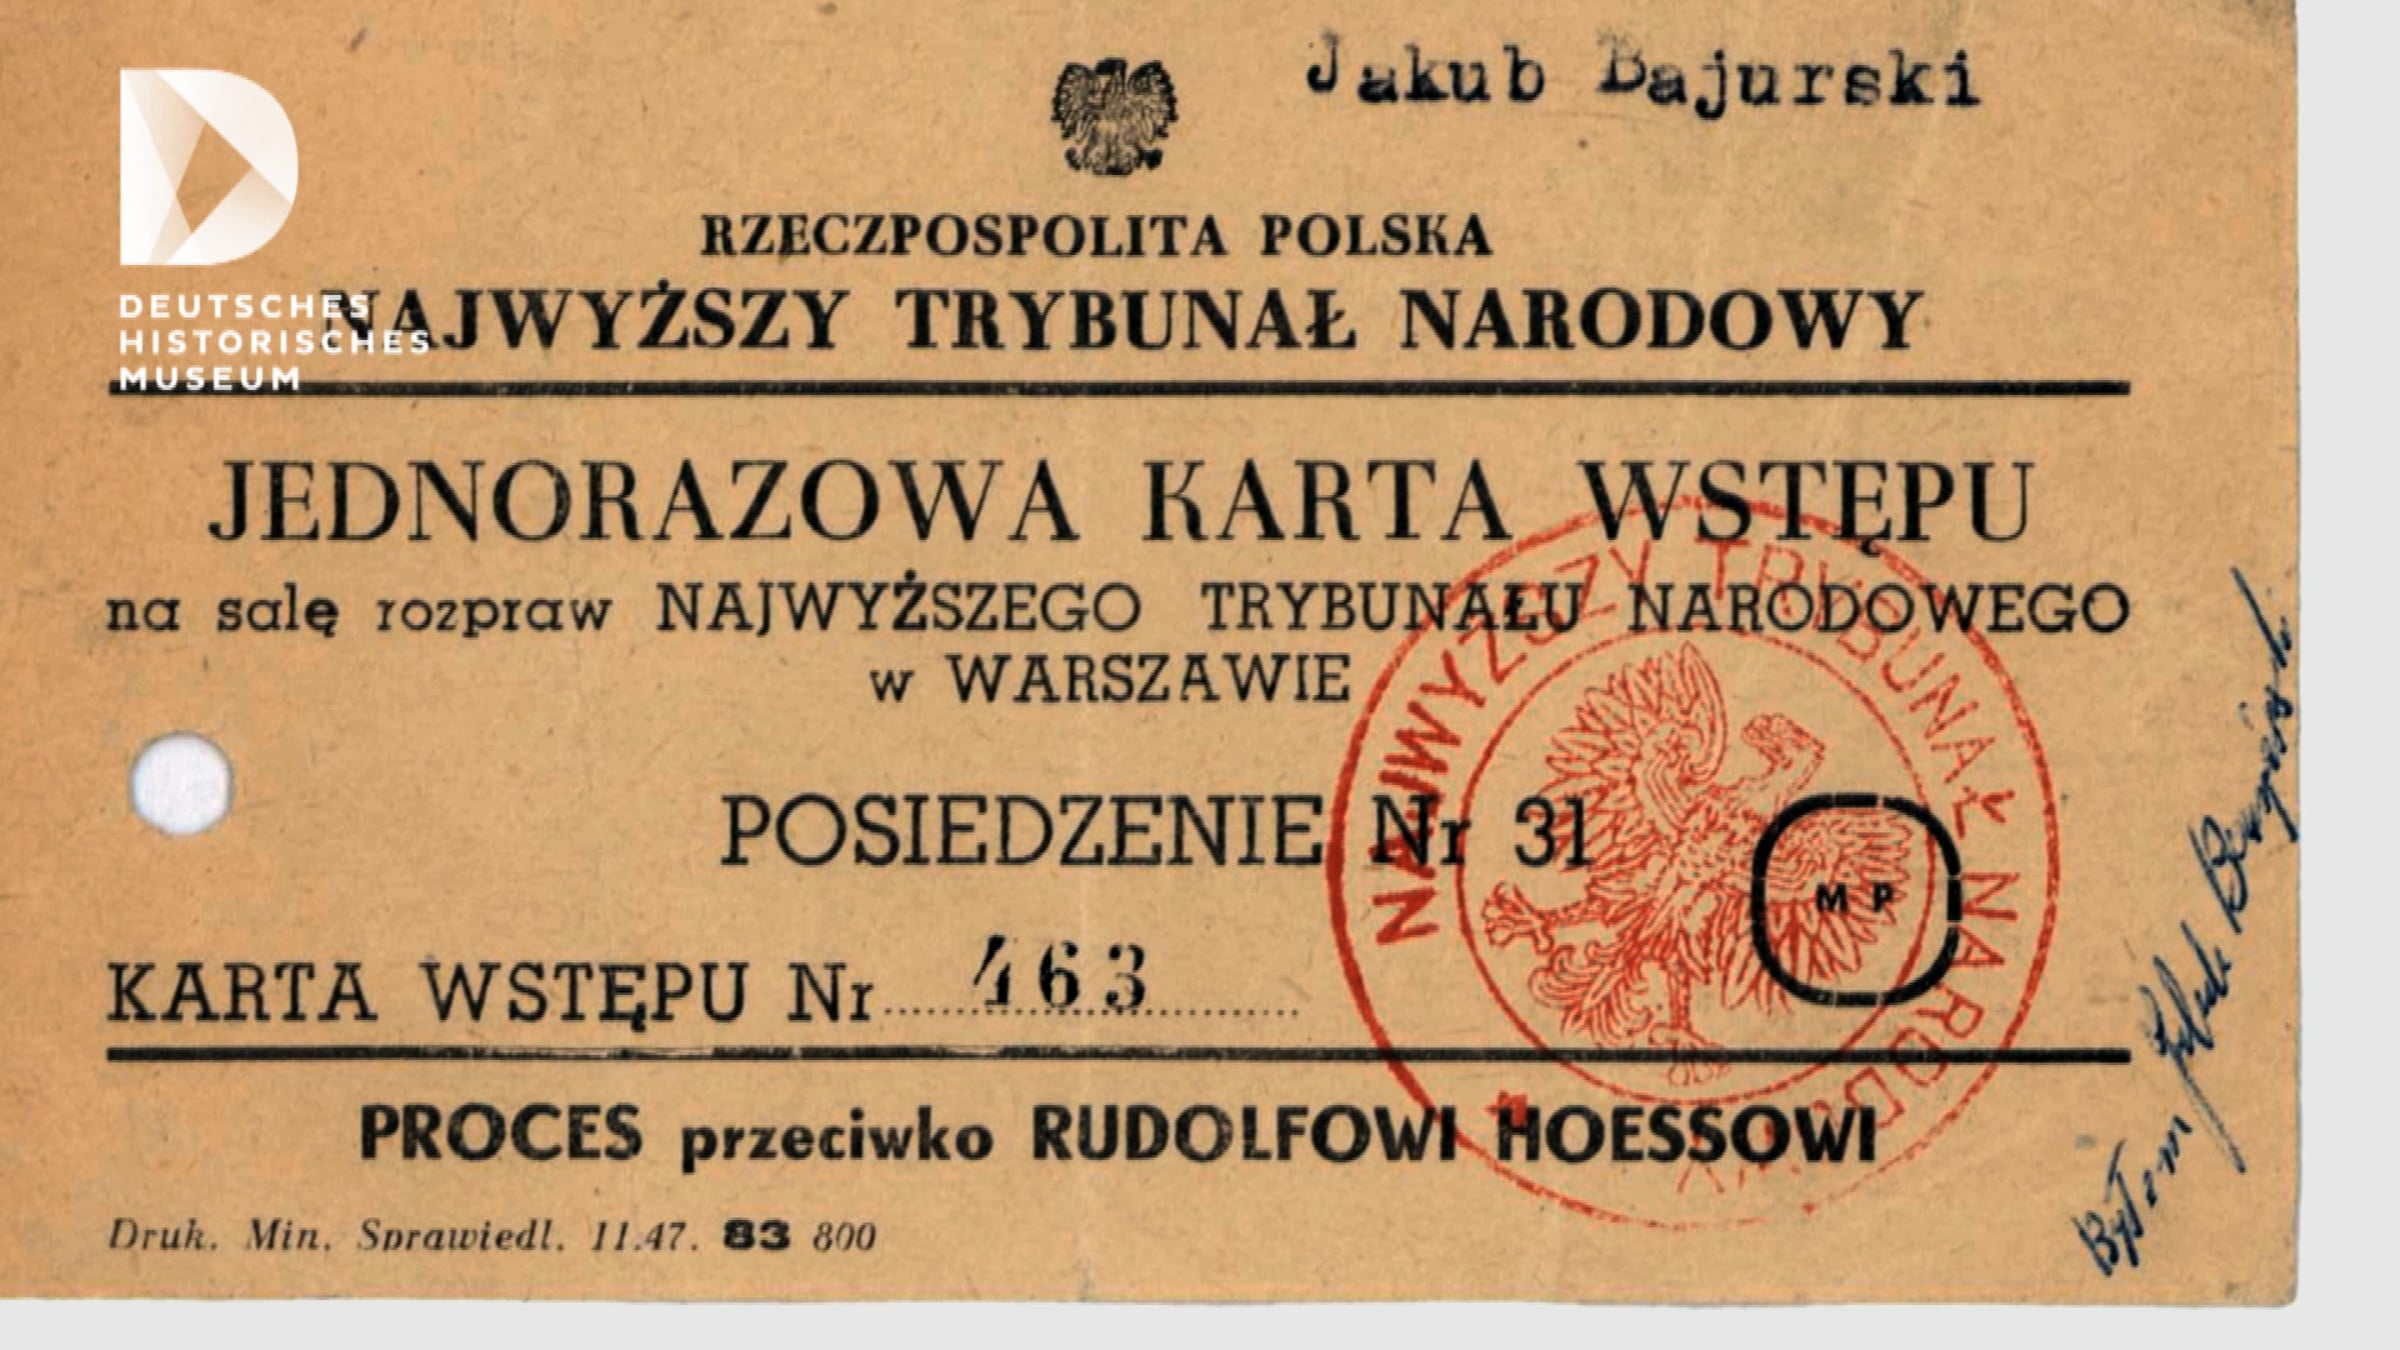 DEUTSCHES
HISTORISCHES
MUSEUM
Jakub Bajurski
RZECZPOSPOLITA POLSKA
NAJWYŻSZY TRYBUNAŁ NARODOWY
JEDNORAZOWA KARTA WSTĘPU
na salę rozpraw NAJWYŻSZEGO TRYBUNAŁU NARODOWEGO
w WARSZAWIE
POSIEDZENIE Nr 31
M P
NAJWYŻSZY TRYBUNAŁ NARODOWY
KARTA WSTĘPU Nr 463
PROCES przeciwko RUDOLFOWI HOESSOWI
Druk. Min. Sprawiedl. 11.47. 83 800
Bytom